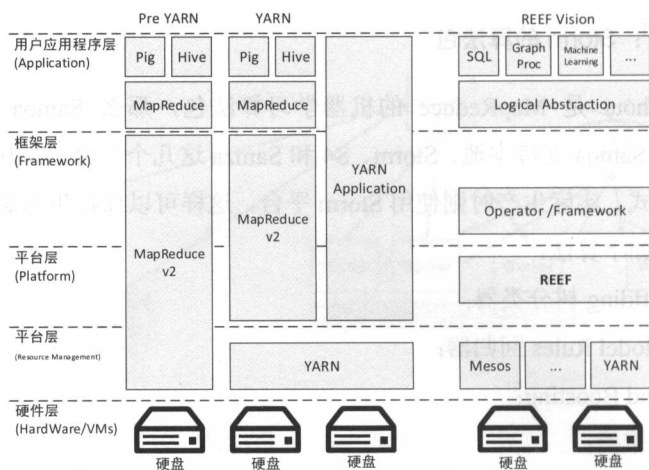 Pre YARN YARN REEF Vision
用户应用程序层
(Application)
Pig Hive Pig Hive SQL Graph Proc Machine Learning ...
MapReduce MapReduce Logical Abstraction
框架层
(Framework)
YARN
Application
Operator /Framework
MapReduce
v2
MapReduce
v2
平台层
(Platform)
REEF
平台层
(Resource Management)
YARN
Mesos ... YARN
硬件层
(HardWare/VMs)
硬盘 硬盘 硬盘 硬盘 硬盘